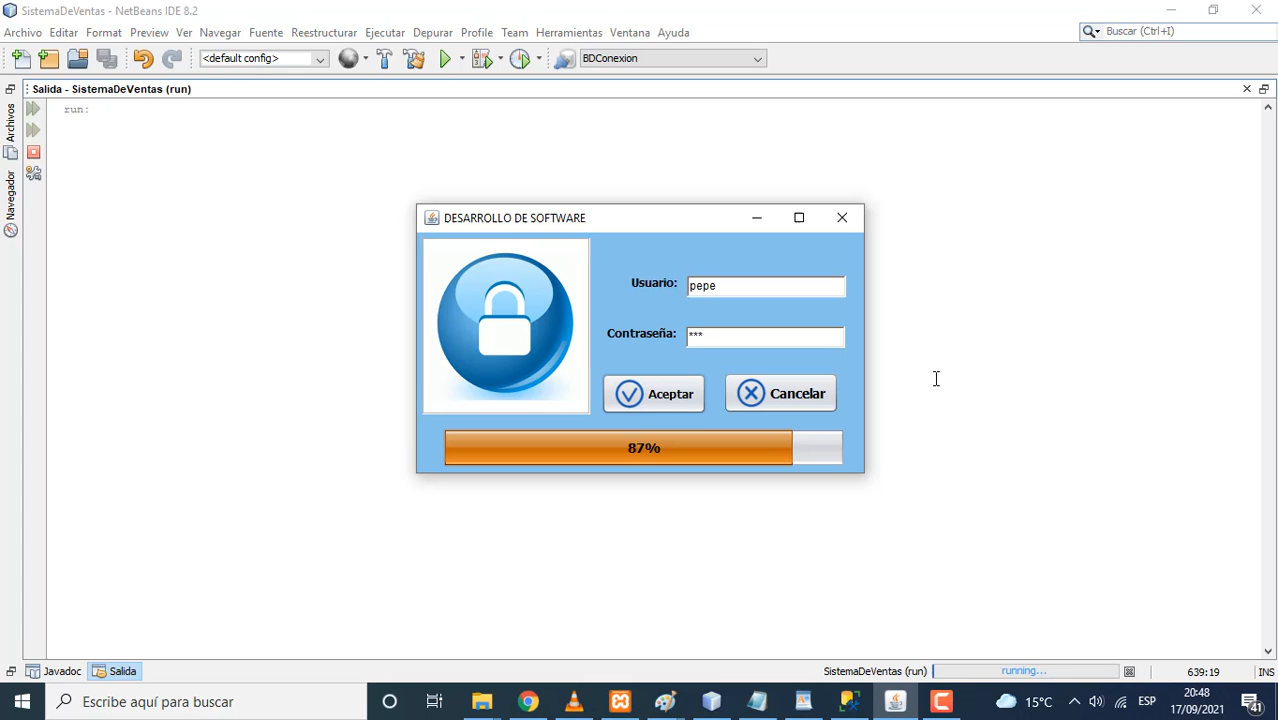 SistemaDeVentas - NetBeans IDE 8.2
Archivo Editar Format Preview Ver Navegar Fuente Reestructurar Ejecutar Depurar Profile Team Herramientas Ventana Ayuda
Buscar (Ctrl+I)
<default config>
BDConexion
Salida - SistemaDeVentas (run)
run:
Archivos
Navegador
DESARROLLO DE SOFTWARE
Usuario: pepe
Contraseña: ***
Aceptar Cancelar
87%
Javadoc Salida SistemaDeVentas (run) running... 639:19 INS
Escribe aquí para buscar
15°C ESP
20:48
17/09/2021
41